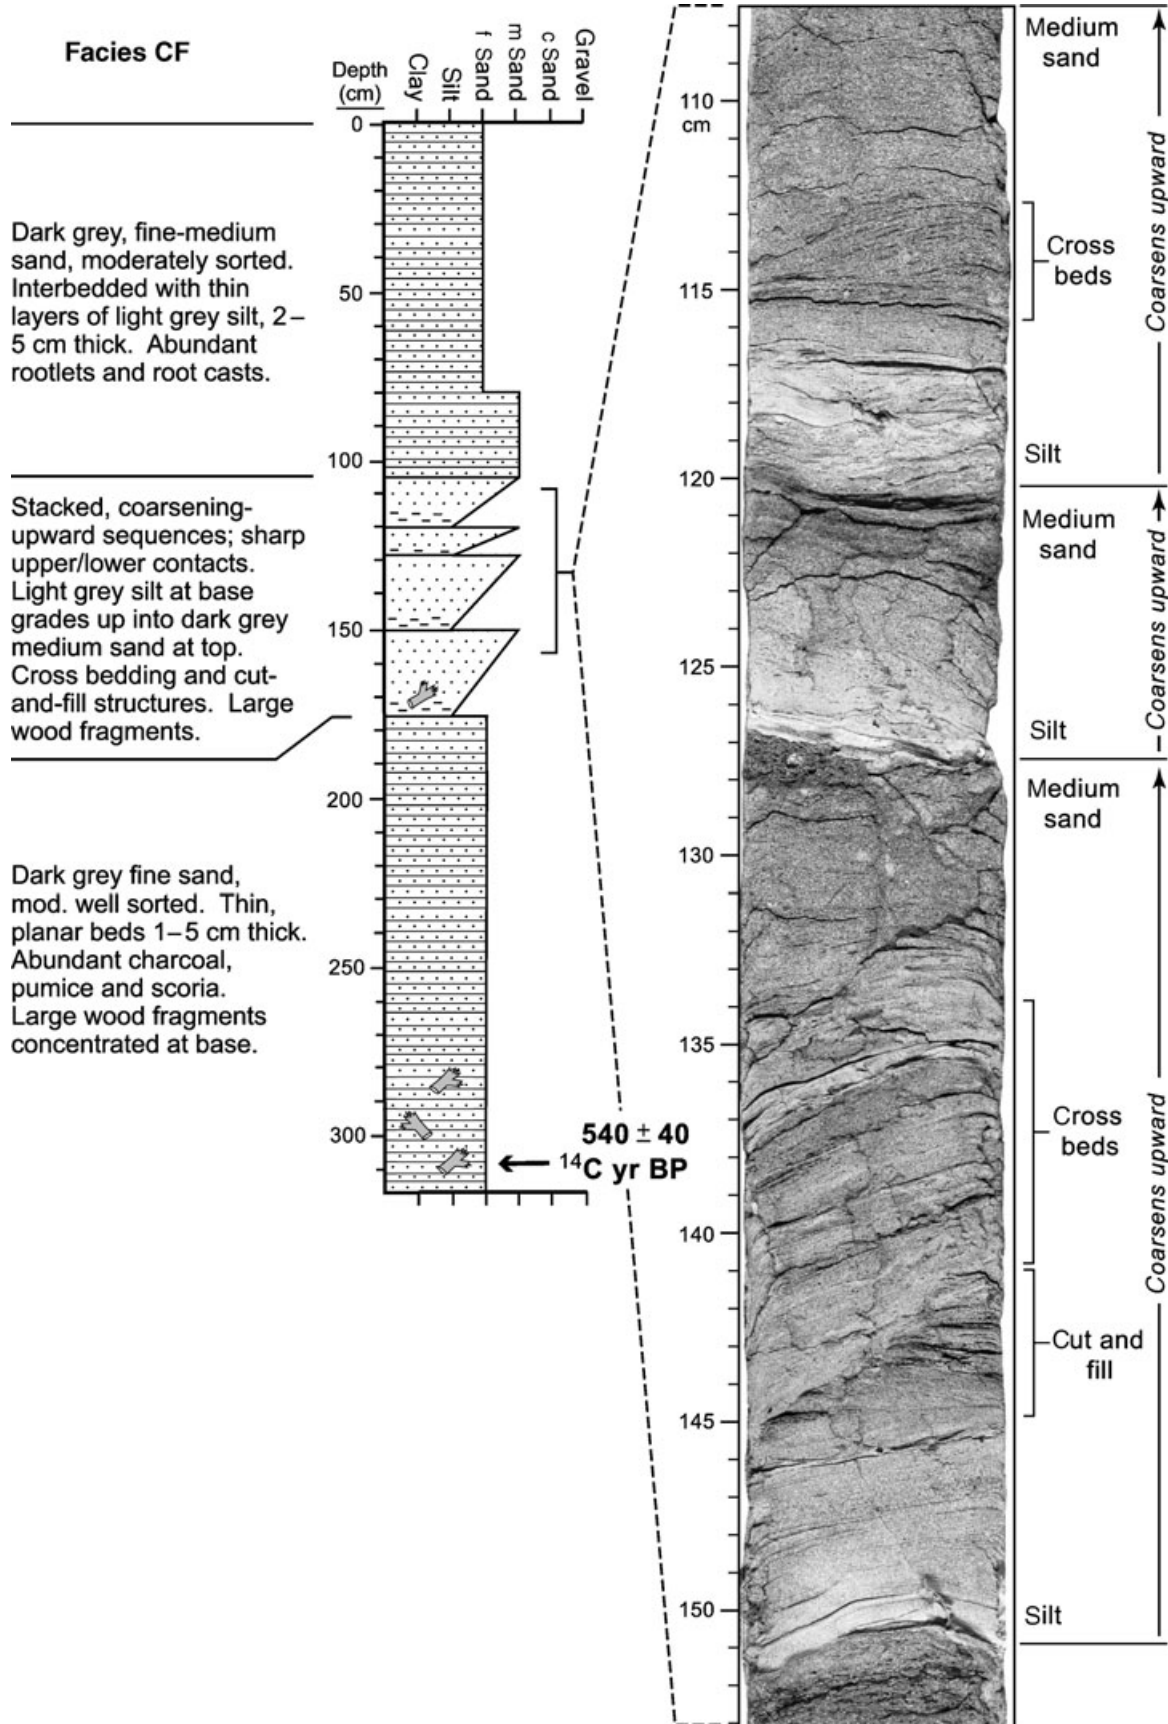 Facies CF
Depth
(cm)
Clay
Silt
f Sand
m Sand
c Sand
Gravel
0
50
100
150
200
250
300
Dark grey, fine-medium
sand, moderately sorted.
Interbedded with thin
layers of light grey silt, 2–
5 cm thick. Abundant
rootlets and root casts.
Stacked, coarsening-
upward sequences; sharp
upper/lower contacts.
Light grey silt at base
grades up into dark grey
medium sand at top.
Cross bedding and cut-
and-fill structures. Large
wood fragments.
Dark grey fine sand,
mod. well sorted. Thin,
planar beds 1–5 cm thick.
Abundant charcoal,
pumice and scoria.
Large wood fragments
concentrated at base.
540 ± 40
14C yr BP
110
cm
115
120
125
130
135
140
145
150
Medium
sand
Cross
beds
Silt
Coarsens upward
Medium
sand
Silt
Coarsens upward
Medium
sand
Cross
beds
Cut and
fill
Silt
Coarsens upward